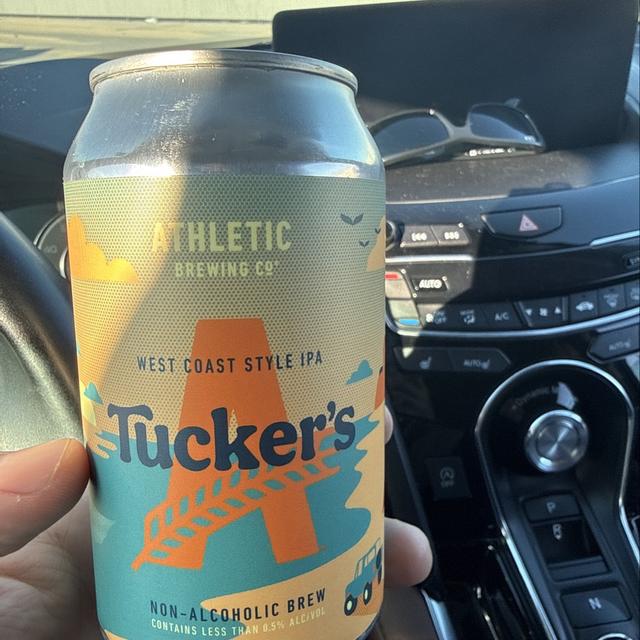 ATHLETIC
BREWING Cº
WEST COAST STYLE IPA
Tucker's
NON-ALCOHOLIC BREW
CONTAINS LESS THAN 0.5% ALC/VOL
AUTO
A/C
AUTO
P
R
N